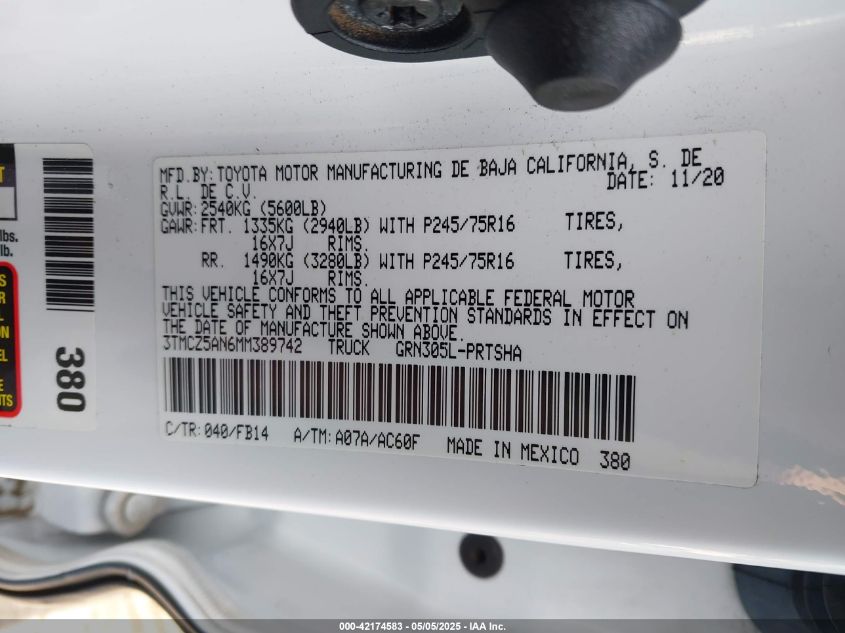 MFD.BY:TOYOTA MOTOR MANUFACTURING DE BAJA CALIFORNIA, S. DE
R.L. DE C.V. DATE: 11/20
GVWR:2540KG (5600LB)
GAWR:FRT. 1335KG (2940LB) WITH P245/75R16 TIRES,
16X7J RIMS.
RR. 1490KG (3280LB) WITH P245/75R16 TIRES,
16X7J RIMS.
THIS VEHICLE CONFORMS TO ALL APPLICABLE FEDERAL MOTOR
VEHICLE SAFETY AND THEFT PREVENTION STANDARDS IN EFFECT ON
THE DATE OF MANUFACTURE SHOWN ABOVE.
3TMCZ5AN6MM389742 TRUCK GRN305L-PRTSHA
C/TR:040/FB14 A/TM:A07A/AC60F MADE IN MEXICO 380
lbs.
lb.
380
000-42174583 - 05/05/2025 - IAA Inc.